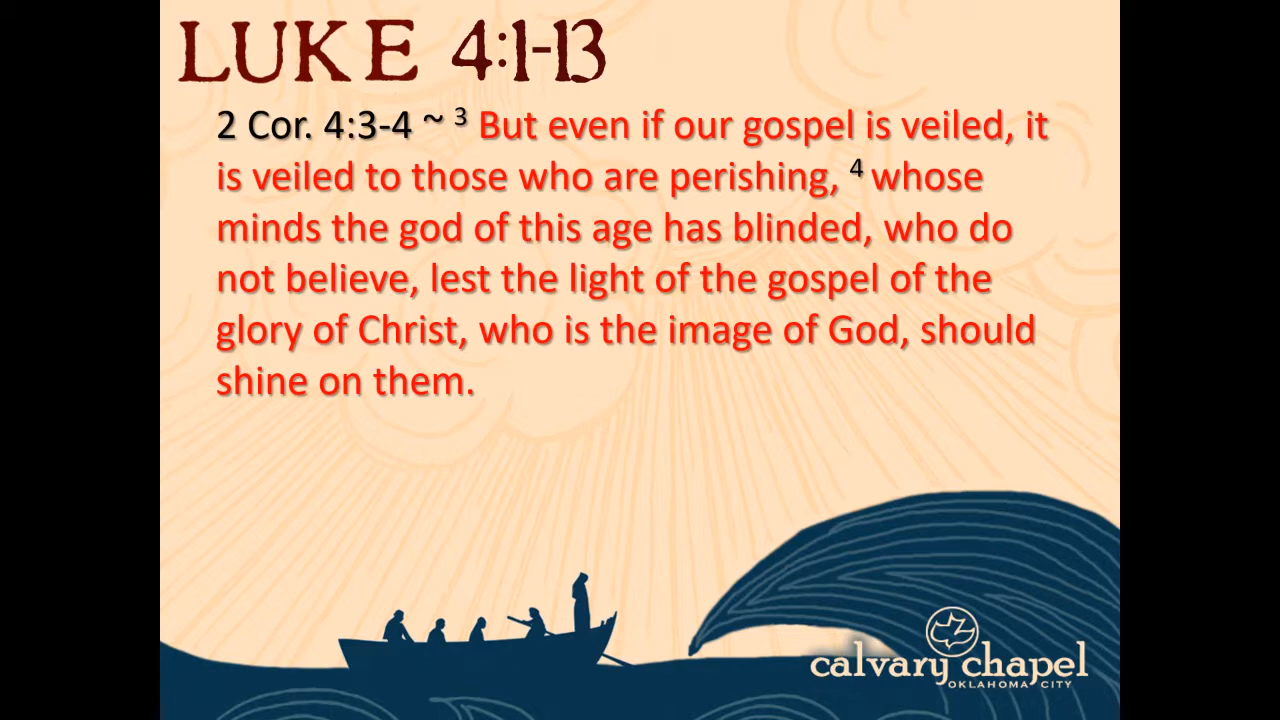 LUKE 4:1-13
2 Cor. 4:3-4 ~ 3 But even if our gospel is veiled, it
is veiled to those who are perishing, 4 whose
minds the god of this age has blinded, who do
not believe, lest the light of the gospel of the
glory of Christ, who is the image of God, should
shine on them.
calvary chapel
OKLAHOMA CITY